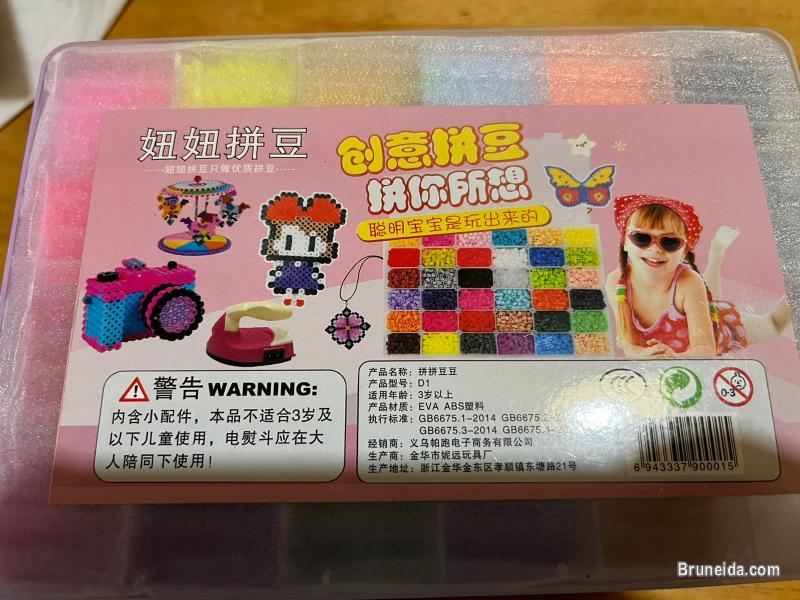 妞妞拼豆
-----妞妞拼豆只做优质拼豆-----
创意拼豆
拼你所想
聪明宝宝是玩出来的
警告 WARNING:
内含小配件，本品不适合3岁及
以下儿童使用，电熨斗应在大
人陪同下使用！
产品名称：拼拼豆豆
产品型号：D1
适用年龄：3岁以上
产品材质：EVA ABS塑料
执行标准：GB6675.1-2014 GB6675.2-
GB6675.3-2014 GB6675.
经销商：义乌帕跑电子商务有限公司
生产商：金华市妮远玩具厂
生产地址：浙江金华金东区孝顺镇东塘路21号
0-3
6 943337 900015
Bruneida.com